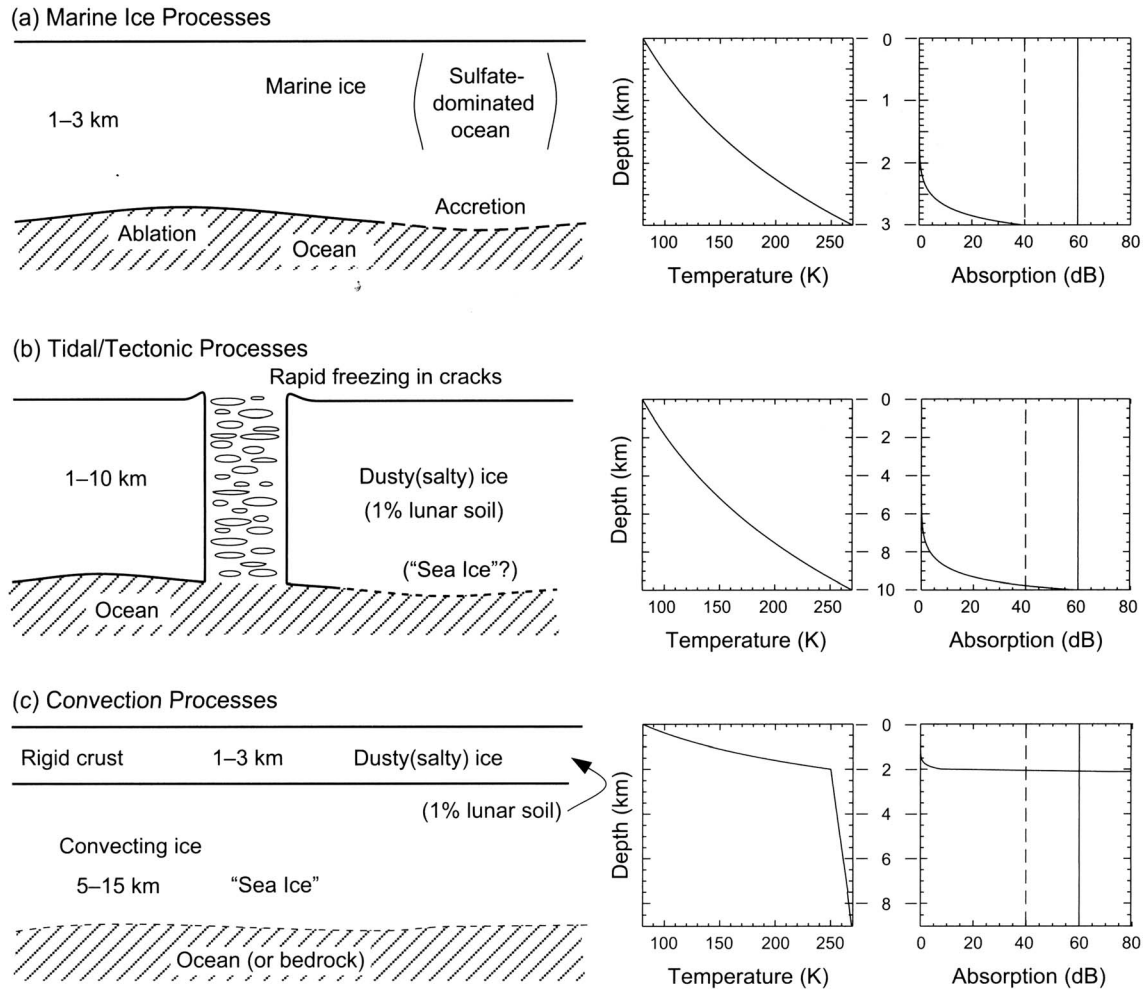 (a) Marine Ice Processes
Marine ice
Sulfate-
dominated
ocean
1–3 km
Accretion
Ablation
Ocean
0
1
2
3
Depth (km)
100
150
200
250
Temperature (K)
0
1
2
3
0
20
40
60
80
Absorption (dB)
(b) Tidal/Tectonic Processes
Rapid freezing in cracks
1–10 km
Dusty(salty) ice
(1% lunar soil)
("Sea Ice"?)
Ocean
0
2
4
6
8
10
Depth (km)
100
150
200
250
Temperature (K)
0
20
40
60
80
Absorption (dB)
(c) Convection Processes
Rigid crust
1–3 km
Dusty(salty) ice
(1% lunar soil)
Convecting ice
5–15 km
“Sea Ice”
Ocean (or bedrock)
0
2
4
6
8
Depth (km)
100
150
200
250
Temperature (K)
0
20
40
60
80
Absorption (dB)